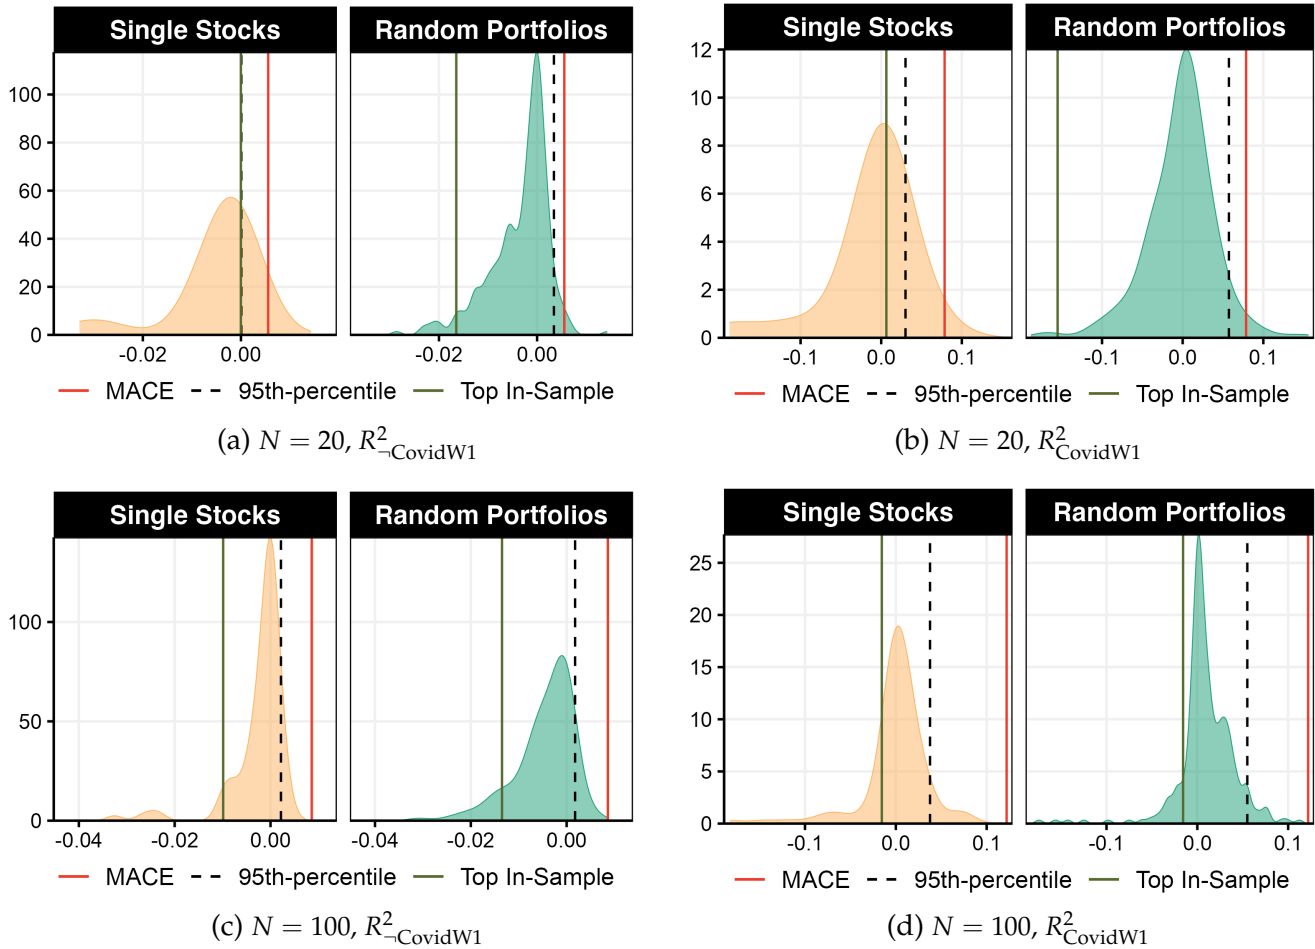 Single Stocks
Random Portfolios
120
100
80
60
40
20
0
-0.02
0.00
-0.02
0.00
MACE
95th-percentile
Top In-Sample
(a) N = 20, R²¬CovidW1
Single Stocks
Random Portfolios
12
10
8
6
4
2
0
-0.1
0.0
0.1
-0.1
0.0
0.1
MACE
95th-percentile
Top In-Sample
(b) N = 20, R²CovidW1
Single Stocks
Random Portfolios
100
50
0
-0.04
-0.02
0.00
-0.04
-0.02
0.00
MACE
95th-percentile
Top In-Sample
(c) N = 100, R²¬CovidW1
Single Stocks
Random Portfolios
25
20
15
10
5
0
-0.1
0.0
0.1
-0.1
0.0
0.1
MACE
95th-percentile
Top In-Sample
(d) N = 100, R²CovidW1